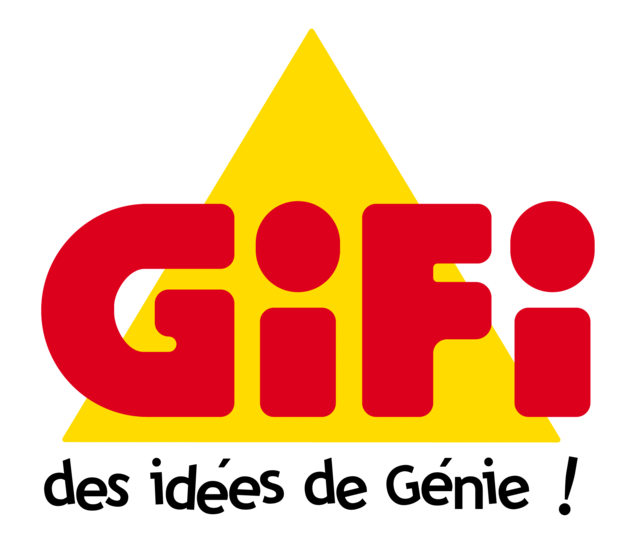 GiFi
des idées de Génie !